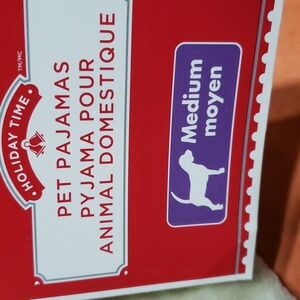 HOLIDAY TIME
TM/MC
PET PAJAMAS
PYJAMA POUR
ANIMAL DOMESTIQUE
Medium
moyen